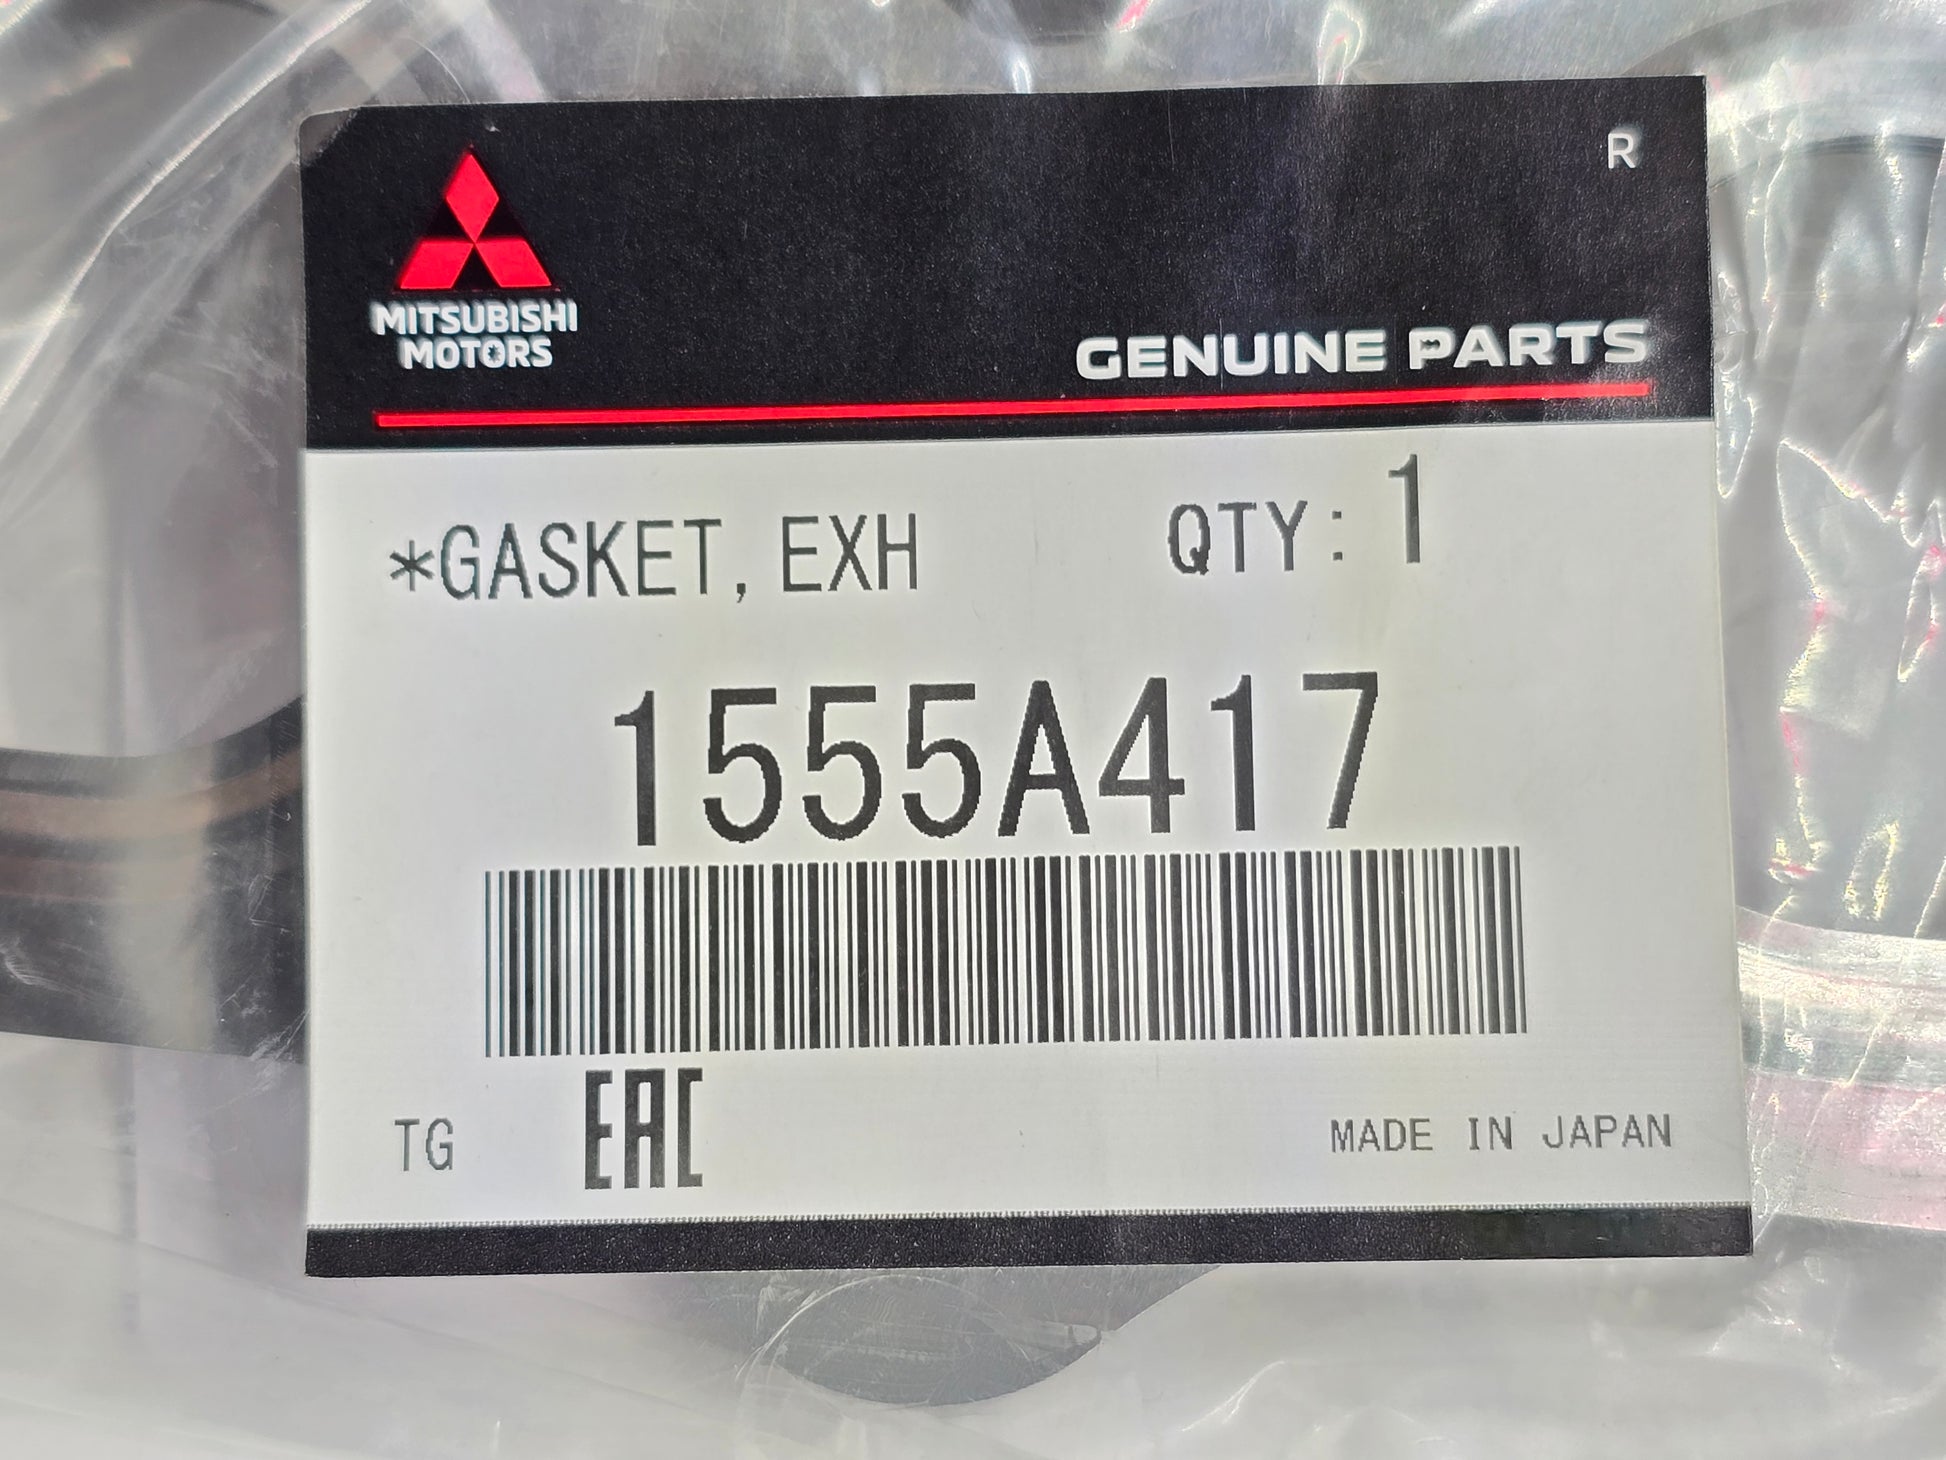 R
MITSUBISHI
MOTORS
GENUINE PARTS
*GASKET, EXH QTY: 1
1555A417
TG EAC MADE IN JAPAN